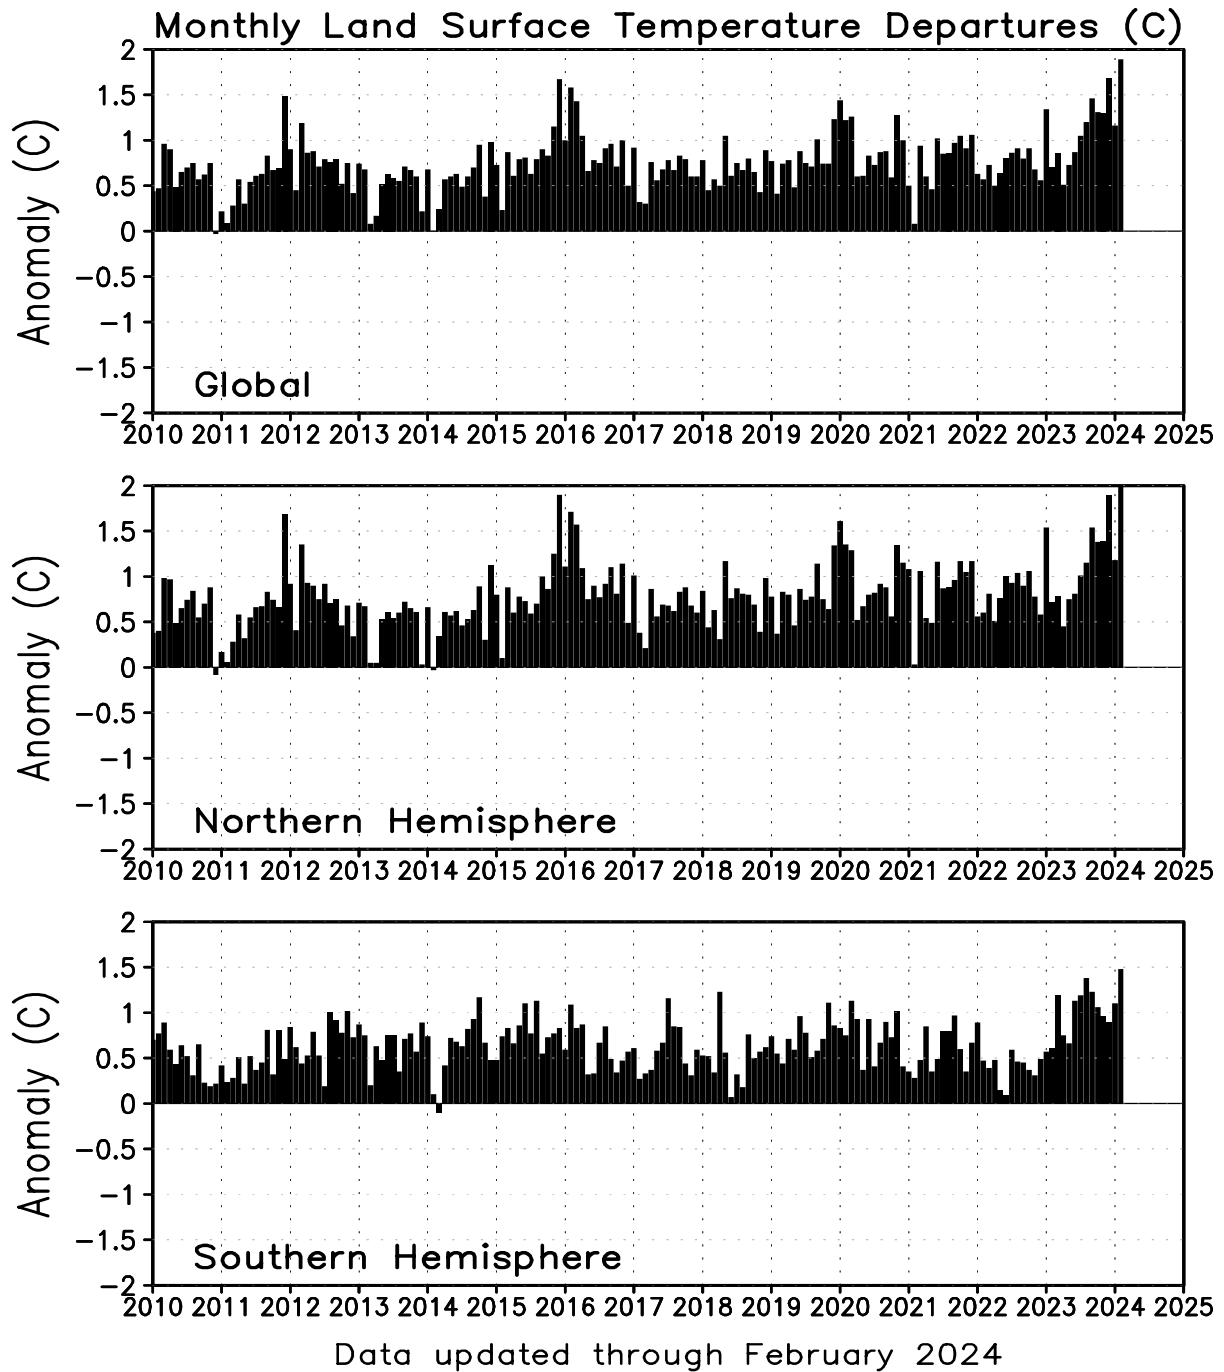 Monthly Land Surface Temperature Departures (C)
2
1.5
1
0.5
0
−0.5
−1
−1.5
−2
Anomaly (C)
Global
2010 2011 2012 2013 2014 2015 2016 2017 2018 2019 2020 2021 2022 2023 2024 2025
2
1.5
1
0.5
0
−0.5
−1
−1.5
−2
Anomaly (C)
Northern Hemisphere
2010 2011 2012 2013 2014 2015 2016 2017 2018 2019 2020 2021 2022 2023 2024 2025
2
1.5
1
0.5
0
−0.5
−1
−1.5
−2
Anomaly (C)
Southern Hemisphere
2010 2011 2012 2013 2014 2015 2016 2017 2018 2019 2020 2021 2022 2023 2024 2025
Data updated through February 2024